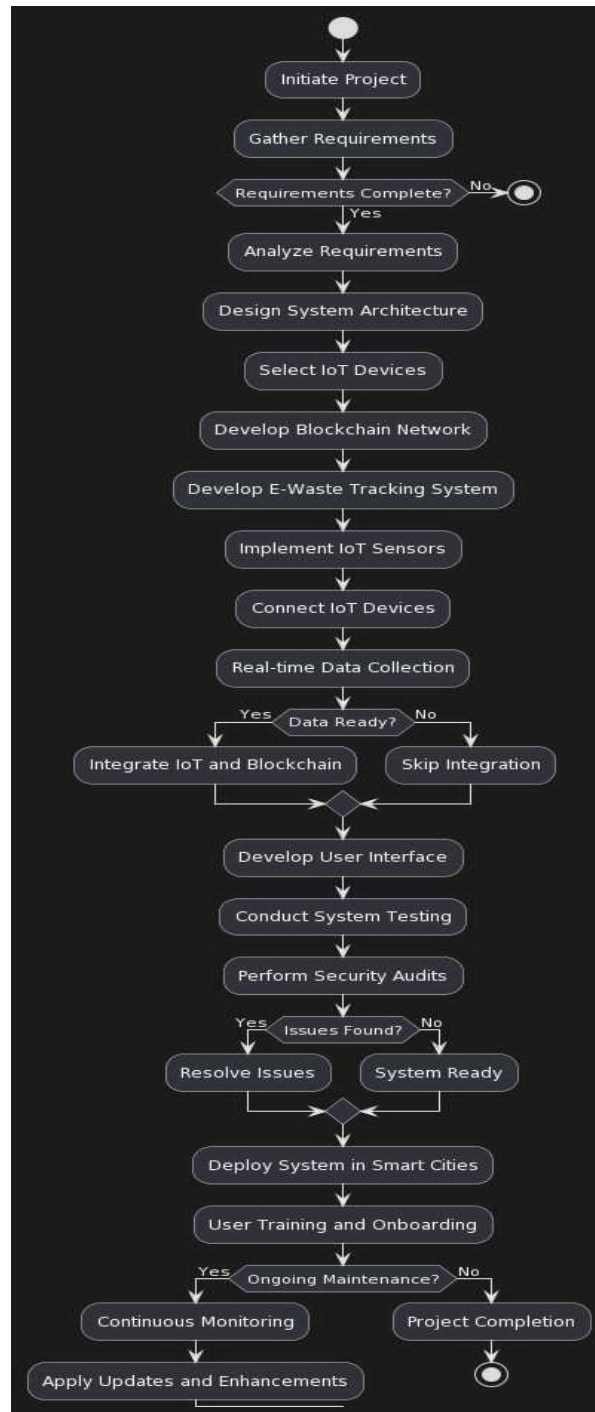 Initiate Project
Gather Requirements
Requirements Complete?
No
Yes
Analyze Requirements
Design System Architecture
Select IoT Devices
Develop Blockchain Network
Develop E-Waste Tracking System
Implement IoT Sensors
Connect IoT Devices
Real-time Data Collection
Yes
Data Ready?
No
Integrate IoT and Blockchain
Skip Integration
Develop User Interface
Conduct System Testing
Perform Security Audits
Yes
Issues Found?
No
Resolve Issues
System Ready
Deploy System in Smart Cities
User Training and Onboarding
Yes
Ongoing Maintenance?
No
Continuous Monitoring
Project Completion
Apply Updates and Enhancements